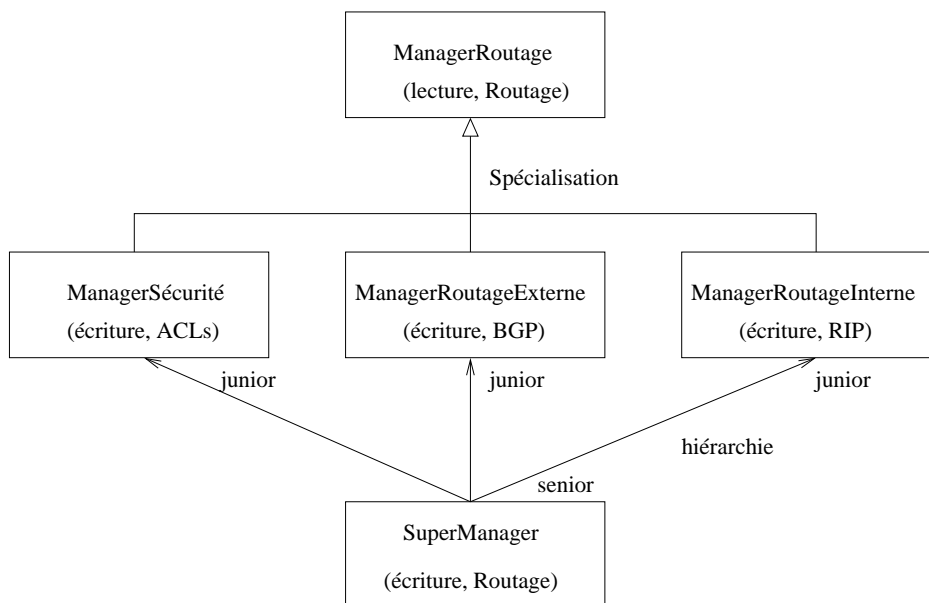 ManagerRoutage
(lecture, Routage)
Spécialisation
ManagerSécurité
(écriture, ACLs)
ManagerRoutageExterne
(écriture, BGP)
ManagerRoutageInterne
(écriture, RIP)
junior
junior
junior
hiérarchie
senior
SuperManager
(écriture, Routage)